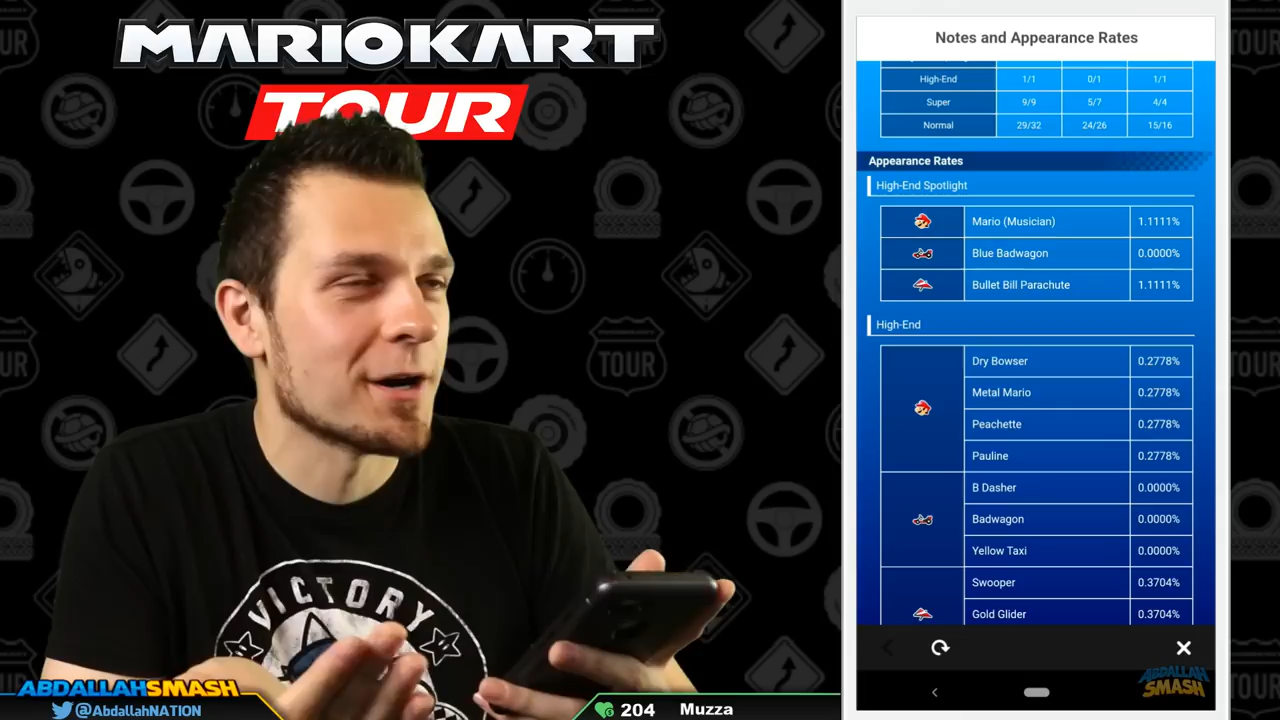 MARIOKART
TOUR
VICTORY
ABDALLAHSMASH
@AbdallahNATION
204 Muzza
Notes and Appearance Rates
High-End 1/1 0/1 1/1
Super 9/9 5/7 4/4
Normal 29/32 24/26 15/16
Appearance Rates
High-End Spotlight
Mario (Musician) 1.1111%
Blue Badwagon 0.0000%
Bullet Bill Parachute 1.1111%
High-End
Dry Bowser 0.2778%
Metal Mario 0.2778%
Peachette 0.2778%
Pauline 0.2778%
B Dasher 0.0000%
Badwagon 0.0000%
Yellow Taxi 0.0000%
Swooper 0.3704%
Gold Glider 0.3704%
ABDALLAH
SMASH
TOUR